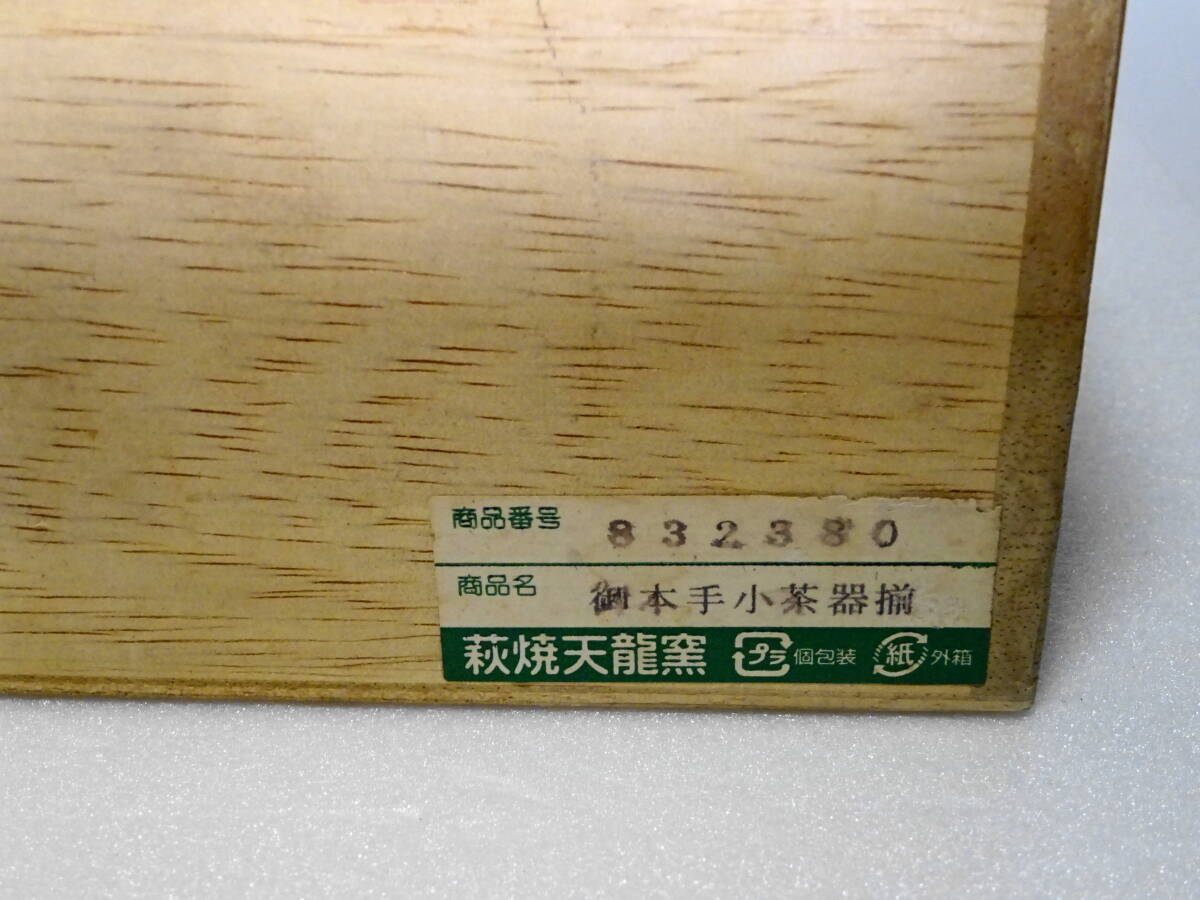 商品番号 832380
商品名 御本手小茶器揃
萩焼天龍窯 プラ 個包装 紙 外箱